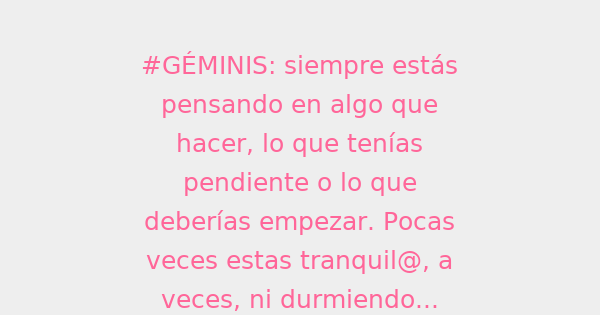 #GÉMINIS: siempre estás
pensando en algo que
hacer, lo que tenías
pendiente o lo que
deberías empezar. Pocas
veces estas tranquil@, a
veces, ni durmiendo...